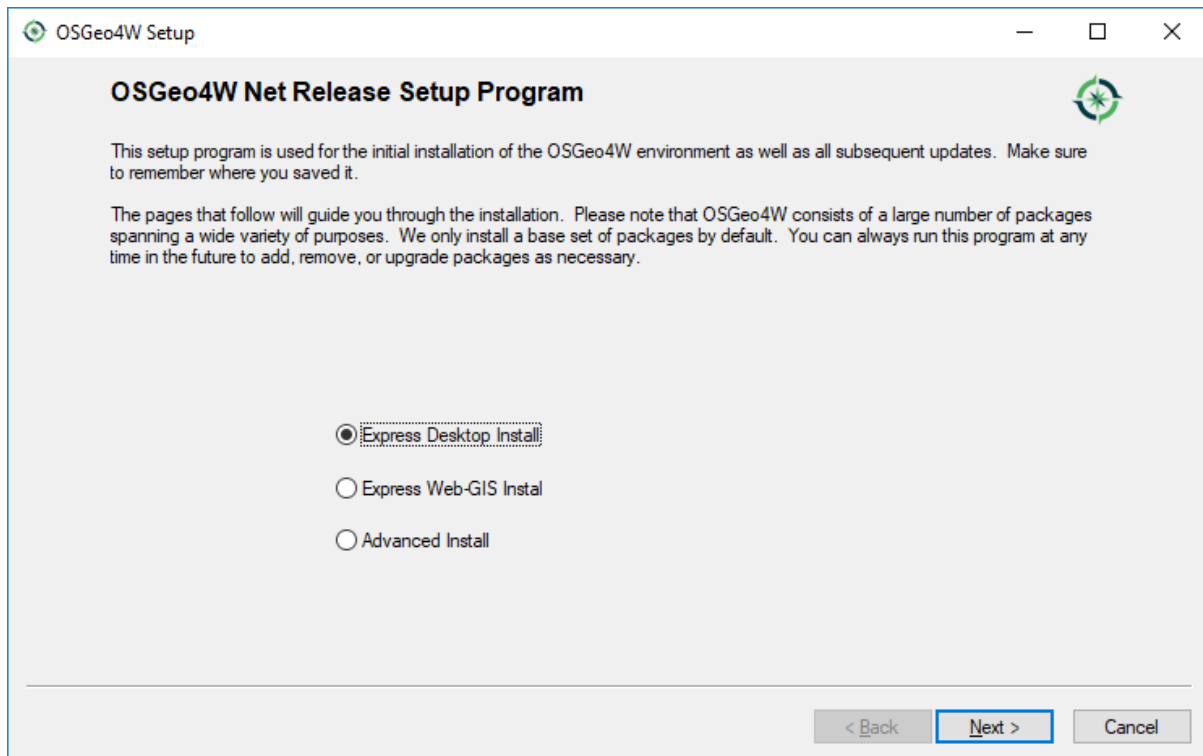 OSGeo4W Setup
OSGeo4W Net Release Setup Program
This setup program is used for the initial installation of the OSGeo4W environment as well as all subsequent updates.  Make sure
to remember where you saved it.
The pages that follow will guide you through the installation.  Please note that OSGeo4W consists of a large number of packages
spanning a wide variety of purposes.  We only install a base set of packages by default.  You can always run this program at any
time in the future to add, remove, or upgrade packages as necessary.
Express Desktop Install
Express Web-GIS Instal
Advanced Install
< Back
Next >
Cancel